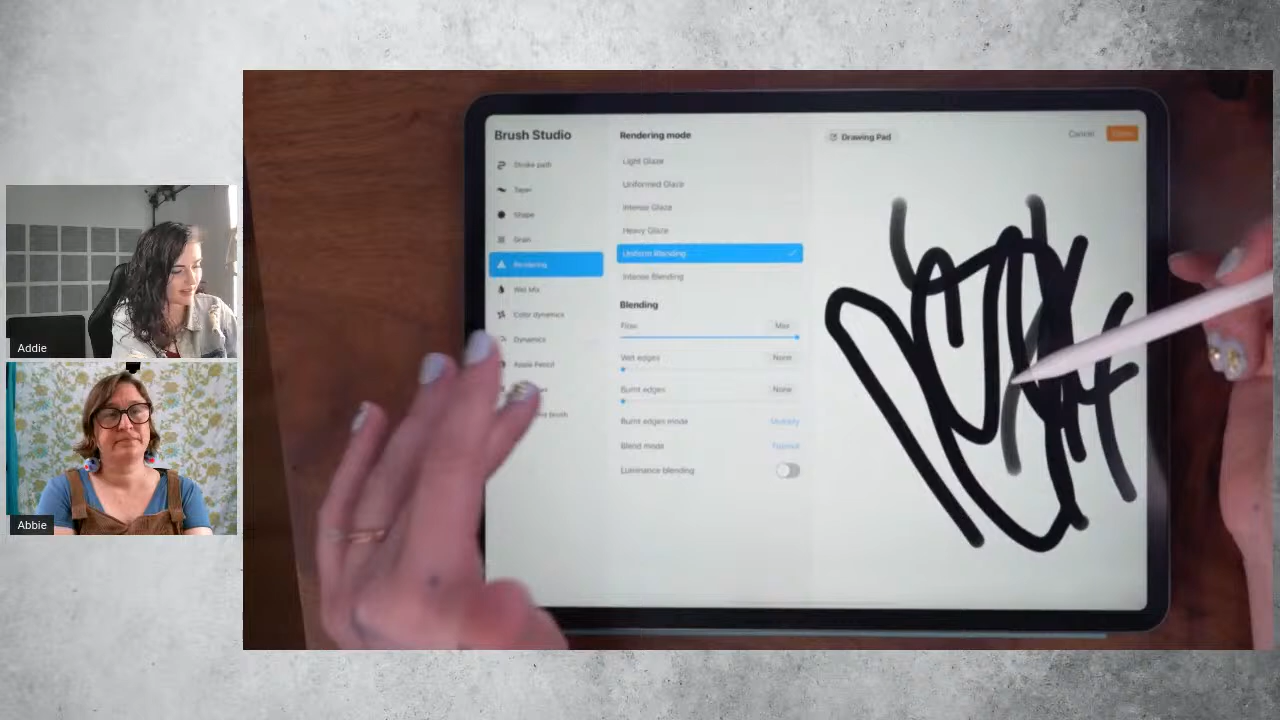 Addie
Abbie
Brush Studio
Stroke path
Taper
Shape
Grain
Rendering
Wet Mix
Color dynamics
Dynamics
Apple Pencil
brush
Rendering mode
Light Glaze
Uniformed Glaze
Intense Glaze
Heavy Glaze
Uniform Blending
Intense Blending
Blending
Flow Max
Wet edges None
Burnt edges None
Burnt edges mode Multiply
Blend mode Normal
Luminance blending
Drawing Pad
Cancel
Done